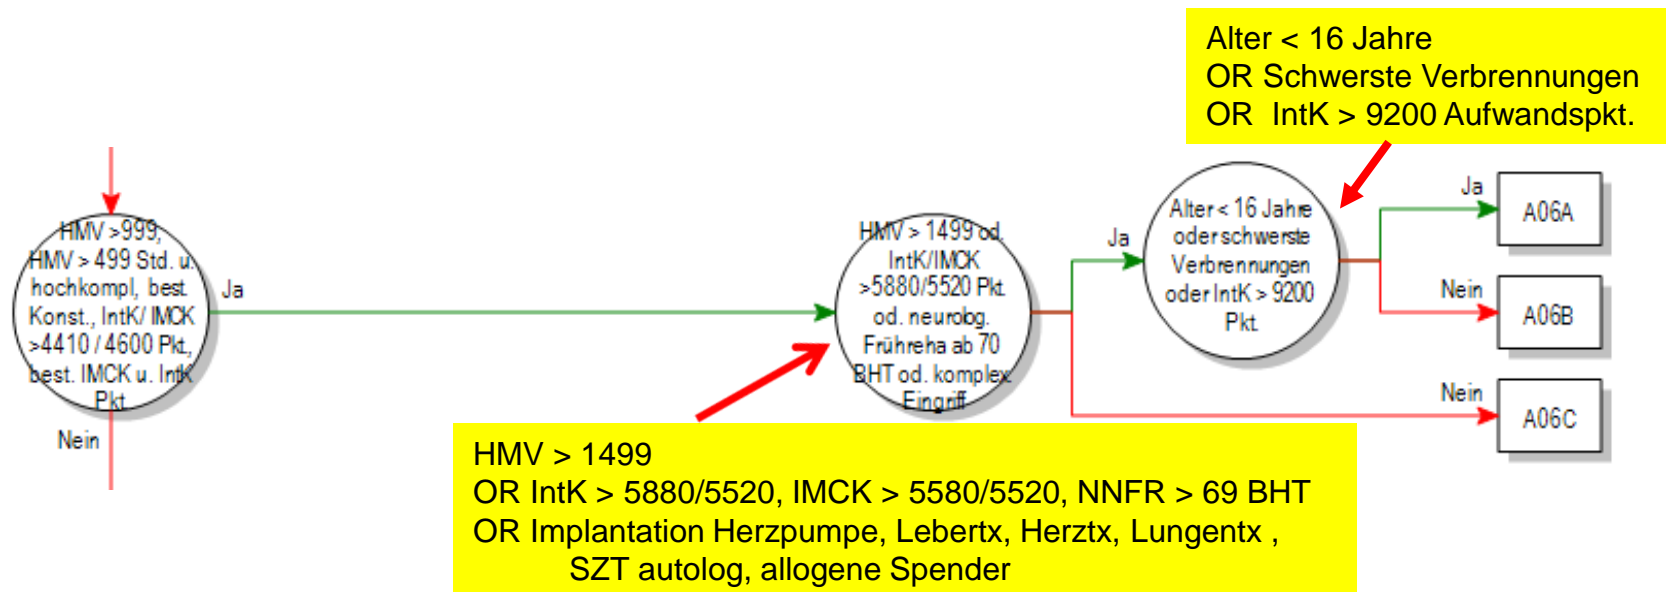 Alter < 16 Jahre
OR Schwerste Verbrennungen
OR IntK > 9200 Aufwandspkt.
HMV >999,
HMV > 499 Std. u.
hochkompl, best.
Konst., IntK/ IMCK
>4410 / 4600 Pkt,
best. IMCK u. IntK
Pkt.
Ja
Nein
HMV > 1499 od.
IntK/IMCK
>5880/5520 Pkt.
od. neurolog.
Frühreha ab 70
BHT od. komplex.
Eingriff
Ja
Nein
Alter < 16 Jahre
oder schwerste
Verbrennungen
oder IntK > 9200
Pkt.
Ja
A06A
Nein
A06B
A06C
HMV > 1499
OR IntK > 5880/5520, IMCK > 5580/5520, NNFR > 69 BHT
OR Implantation Herzpumpe, Lebertx, Herztx, Lungentx ,
SZT autolog, allogene Spender